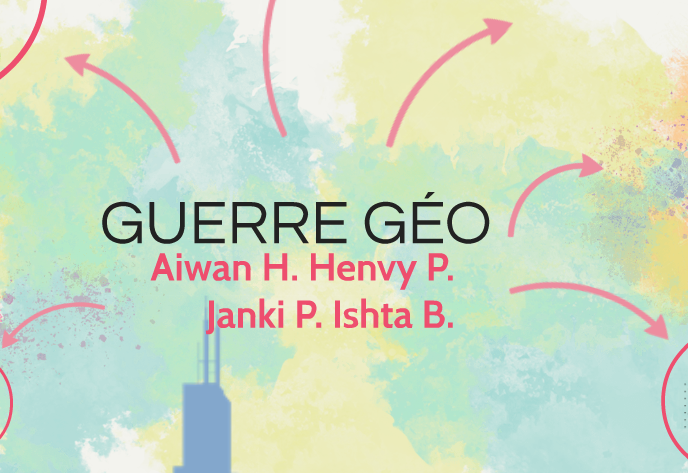 GUERRE GÉO
Aiwan H. Henvy P.
Janki P. Ishta B.